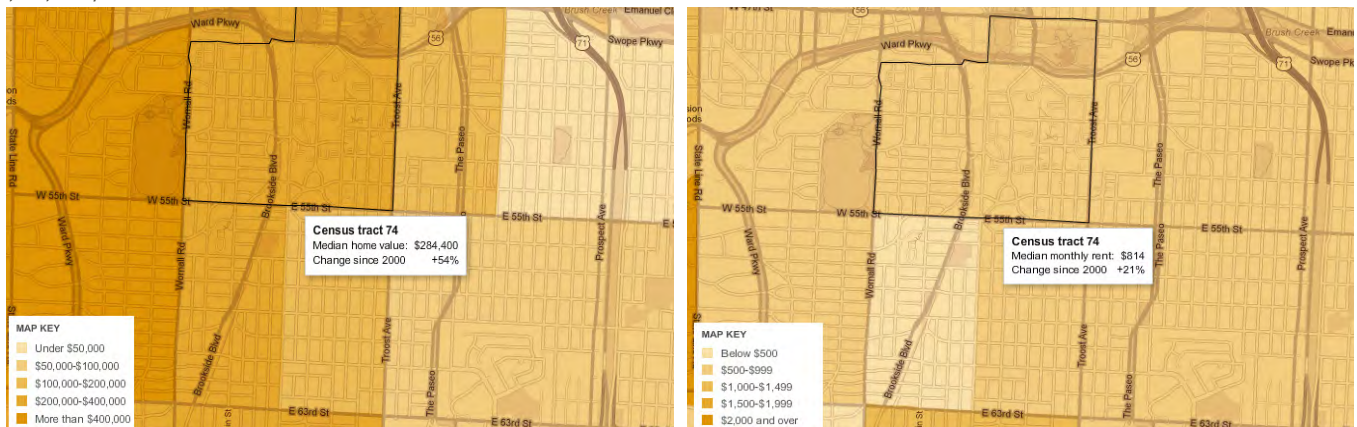 Ward Pkwy
56
71
Swope Pkwy
Emanuel Cl
Brush Creek
Wornall Rd
Troost Ave
State Line Rd
The Paseo
Brookside Blvd
W 55th St
W 55th St
E 55th St
E 55th St
Ward Pkwy
Wornall Rd
Prospect Ave
Census tract 74
Median home value: $284,400
Change since 2000 +54%
MAP KEY
Under $50,000
$50,000-$100,000
$100,000-$200,000
$200,000-$400,000
More than $400,000
Brookside Blvd
Troost Ave
The Paseo
E 63rd St
W 47th St
56
Ward Pkwy
56
71
Brush Creek
Swope Pkwy
Wornall Rd
Troost Ave
State Line Rd
The Paseo
Brookside Blvd
W 55th St
W 55th St
E 55th St
E 55th St
Ward Pkwy
Wornall Rd
Prospect Ave
Census tract 74
Median monthly rent: $814
Change since 2000 +21%
MAP KEY
Below $500
$500-$999
$1,000-$1,499
$1,500-$1,999
$2,000 and over
Brookside Blvd
Troost Ave
The Paseo
E 63rd St